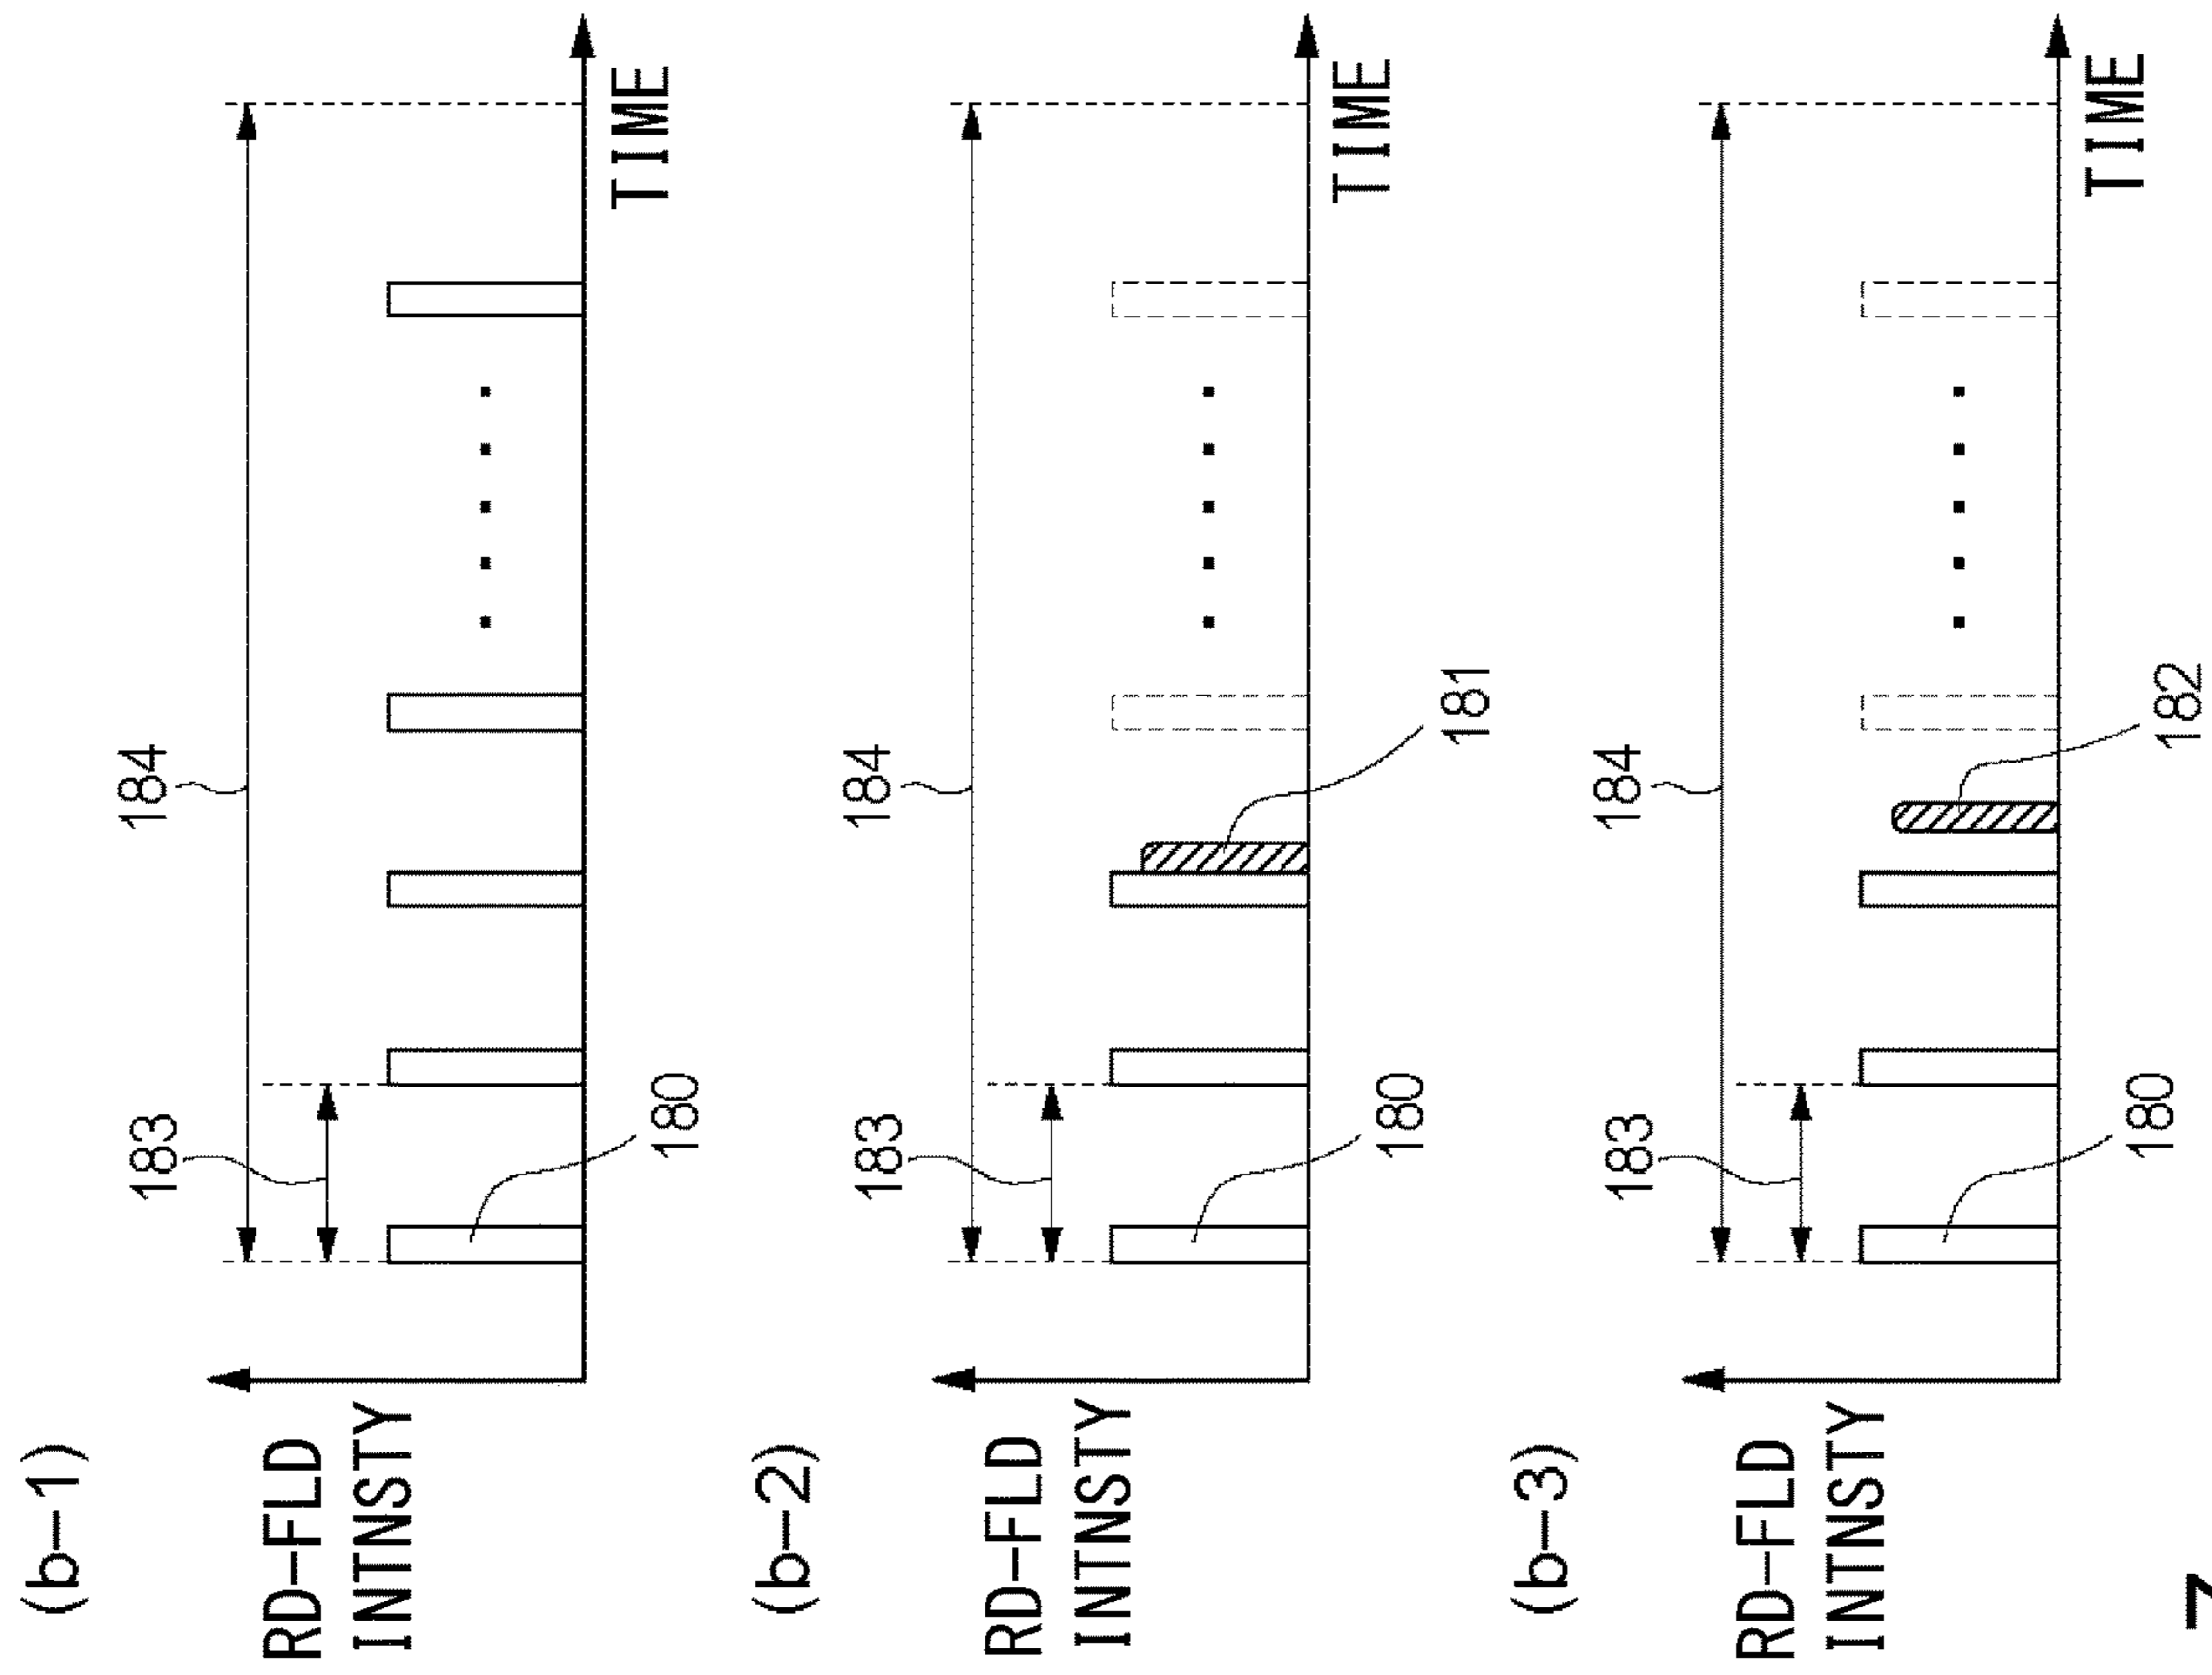 (b-1)
RD-FLD
INTNSTY
183
184
180
TIME
(b-2)
RD-FLD
INTNSTY
183
184
180
181
TIME
(b-3)
RD-FLD
INTNSTY
183
184
180
182
TIME
7